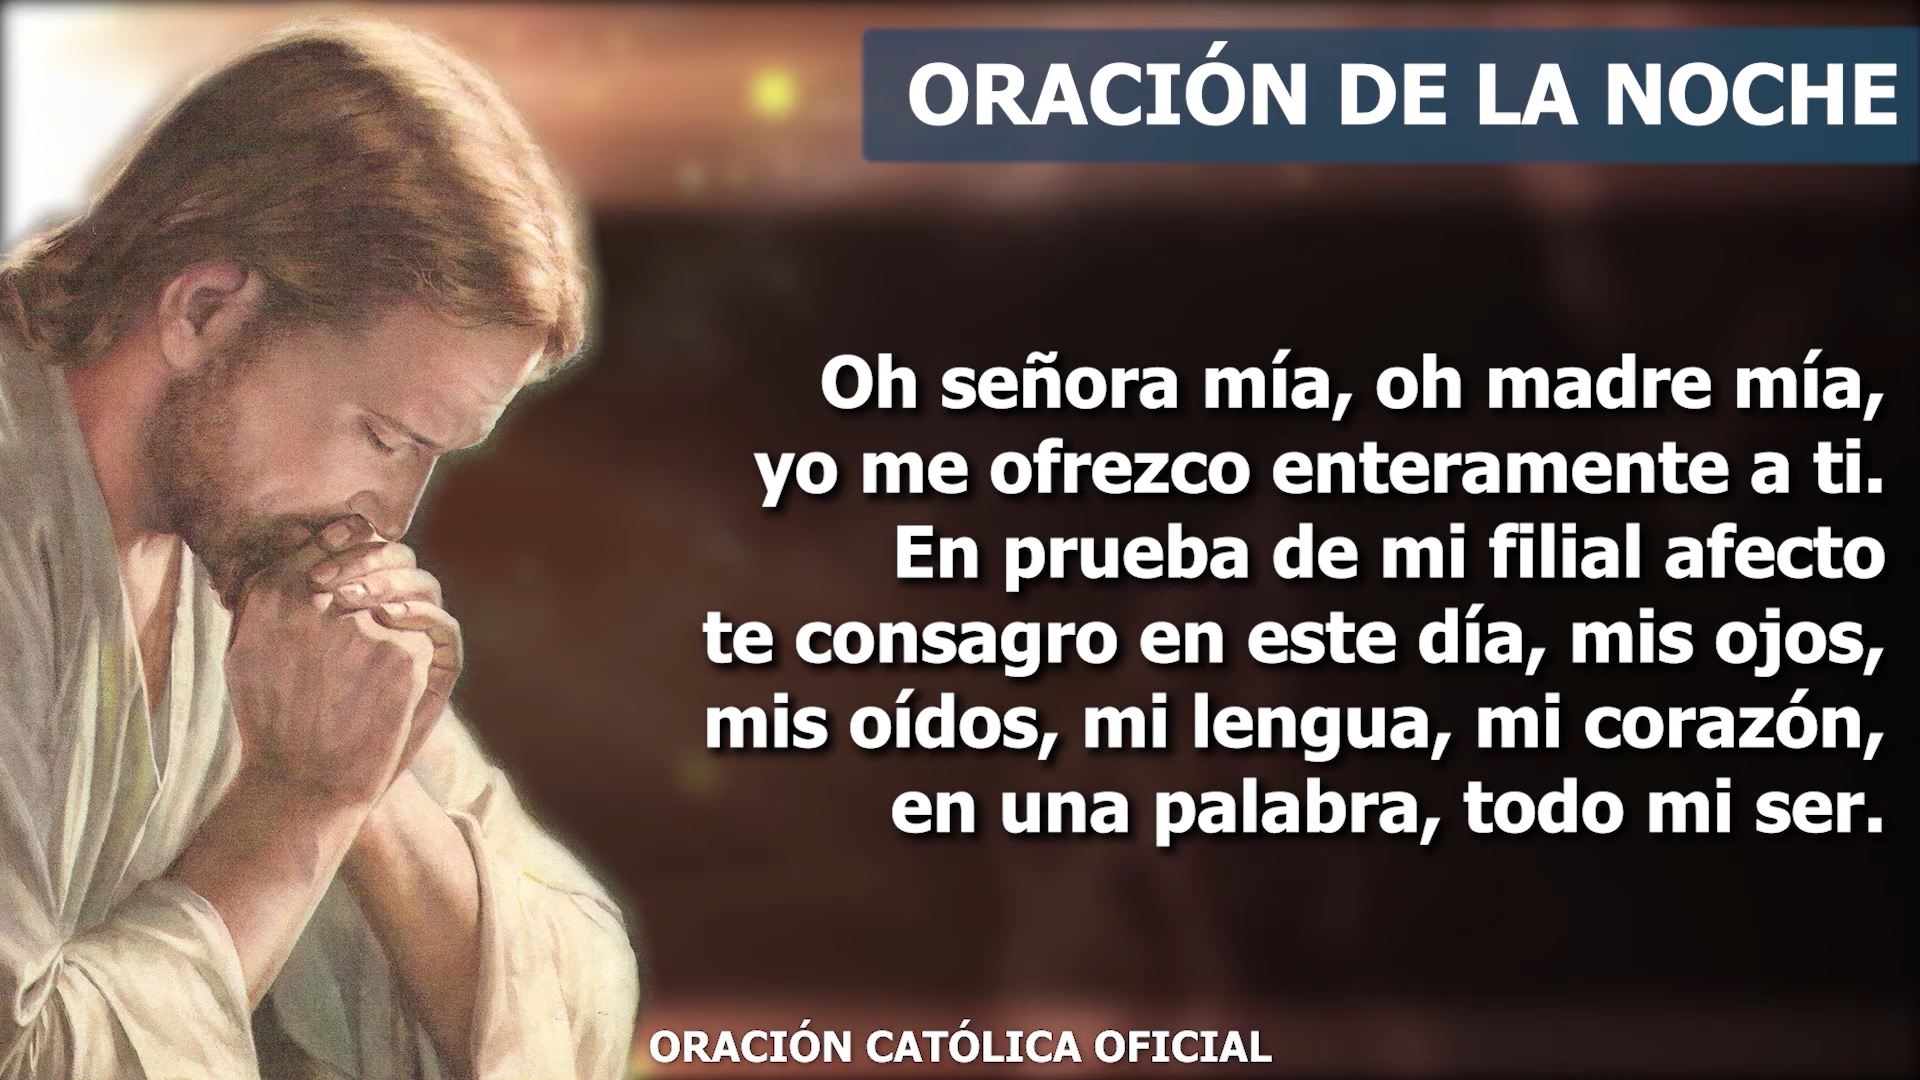 ORACIÓN DE LA NOCHE
Oh señora mía, oh madre mía,
yo me ofrezco enteramente a ti.
En prueba de mi filial afecto
te consagro en este día, mis ojos,
mis oídos, mi lengua, mi corazón,
en una palabra, todo mi ser.
ORACIÓN CATÓLICA OFICIAL